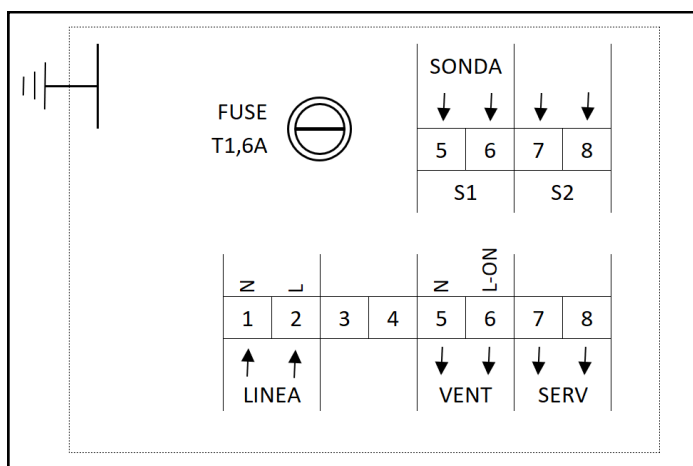 SONDA
FUSE
T1,6A
5 6 7 8
S1 S2
N L N L-ON
1 2 3 4 5 6 7 8
LINEA VENT SERV